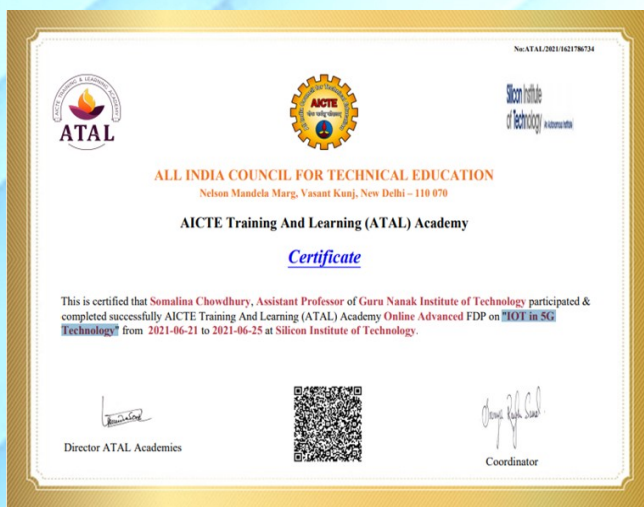 No:ATAL/2021/1621786734
AICTE TRAINING & LEARNING ACADEMY
ATAL
AICTE
Silicon Institute
of Technology An Autonomous Institute
ALL INDIA COUNCIL FOR TECHNICAL EDUCATION
Nelson Mandela Marg, Vasant Kunj, New Delhi – 110 070
AICTE Training And Learning (ATAL) Academy
Certificate
This is certified that Somalina Chowdhury, Assistant Professor of Guru Nanak Institute of Technology participated &
completed successfully AICTE Training And Learning (ATAL) Academy Online Advanced FDP on "IOT in 5G
Technology" from 2021-06-21 to 2021-06-25 at Silicon Institute of Technology.
Director ATAL Academies
Coordinator